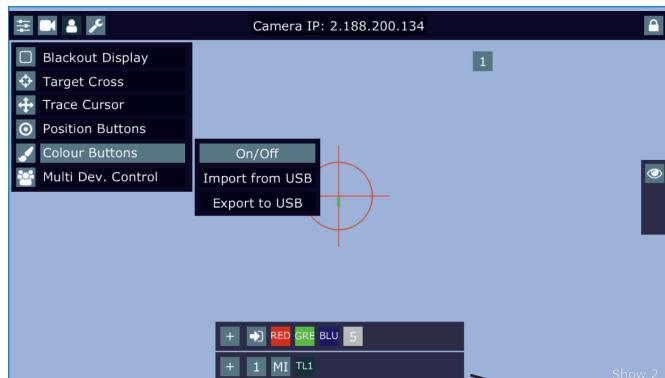 Camera IP: 2.188.200.134
Blackout Display
1
Target Cross
Trace Cursor
Position Buttons
Colour Buttons
On/Off
Multi Dev. Control
Import from USB
Export to USB
+ RED GRE BLU 5
+ 1 MI TL1
Show 2